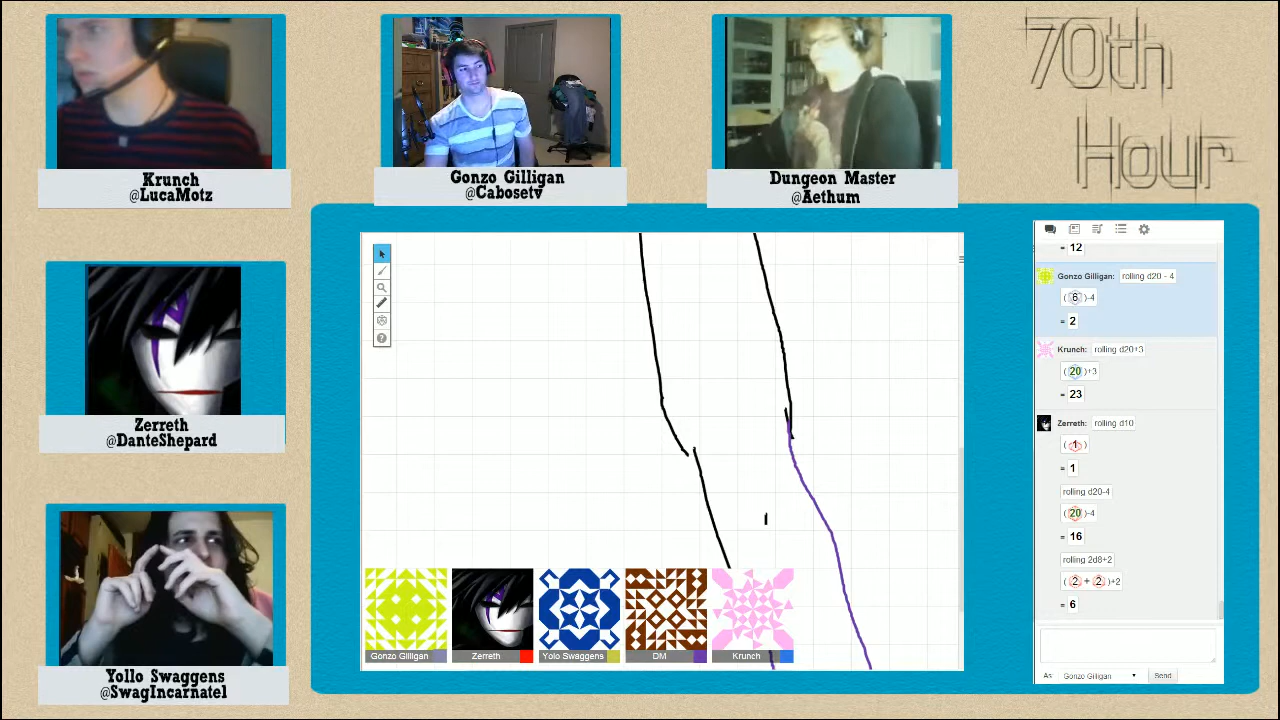 70th
Hour
Krunch
@LucaMotz
Gonzo Gilligan
@Cabosetv
Dungeon Master
@Aethum
Zerreth
@DanteShepard
Yollo Swaggens
@SwagIncarnate1
Gonzo Gilligan
Zerreth
Yolo Swaggens
DM
Krunch
= 12
Gonzo Gilligan: rolling d20 - 4
(6)-4
= 2
Krunch: rolling d20+3
(20)+3
= 23
Zerreth: rolling d10
(1)
= 1
rolling d20-4
(20)-4
= 16
rolling 2d8+2
(2 + 2)+2
= 6
As: Gonzo Gilligan
Send